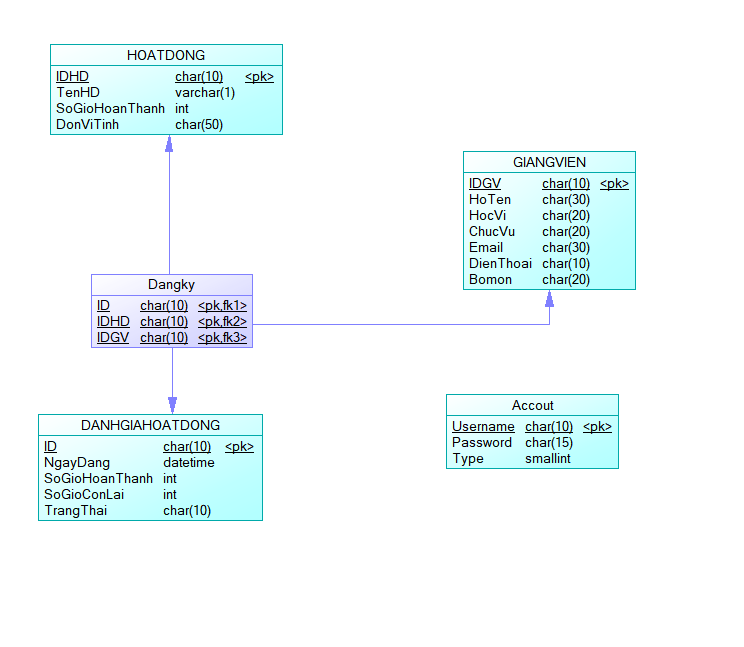 HOATDONG
IDHD char(10) <pk>
TenHD varchar(1)
SoGioHoanThanh int
DonViTinh char(50)
GIANGVIEN
IDGV char(10) <pk>
HoTen char(30)
HocVi char(20)
ChucVu char(20)
Email char(30)
DienThoai char(10)
Bomon char(20)
Dangky
ID char(10) <pk,fk1>
IDHD char(10) <pk,fk2>
IDGV char(10) <pk,fk3>
Accout
Username char(10) <pk>
Password char(15)
Type smallint
DANHGIAHOATDONG
ID char(10) <pk>
NgayDang datetime
SoGioHoanThanh int
SoGioConLai int
TrangThai char(10)